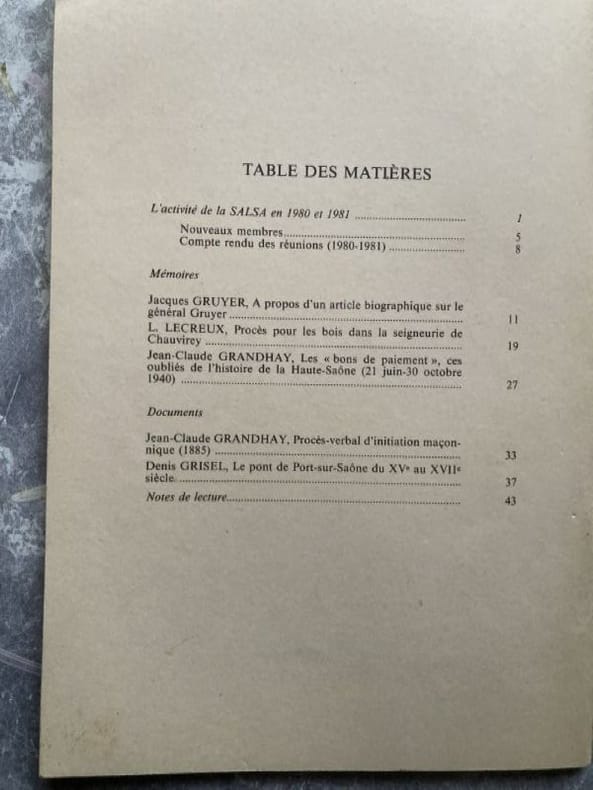 TABLE DES MATIÈRES
L'activité de la SALSA en 1980 et 1981 ........ 1
Nouveaux membres ........ 5
Compte rendu des réunions (1980-1981) ........ 8
Mémoires
Jacques GRUYER, A propos d'un article biographique sur le
général Gruyer ........ 11
L. LECREUX, Procès pour les bois dans la seigneurie de
Chauvirey ........ 19
Jean-Claude GRANDHAY, Les « bons de paiement », ces
oubliés de l'histoire de la Haute-Saône (21 juin-30 octobre
1940) ........ 27
Documents
Jean-Claude GRANDHAY, Procès-verbal d'initiation maçon-
nique (1885) ........ 33
Denis GRISEL, Le pont de Port-sur-Saône du XVe au XVIIe
siècle ........ 37
Notes de lecture ........ 43